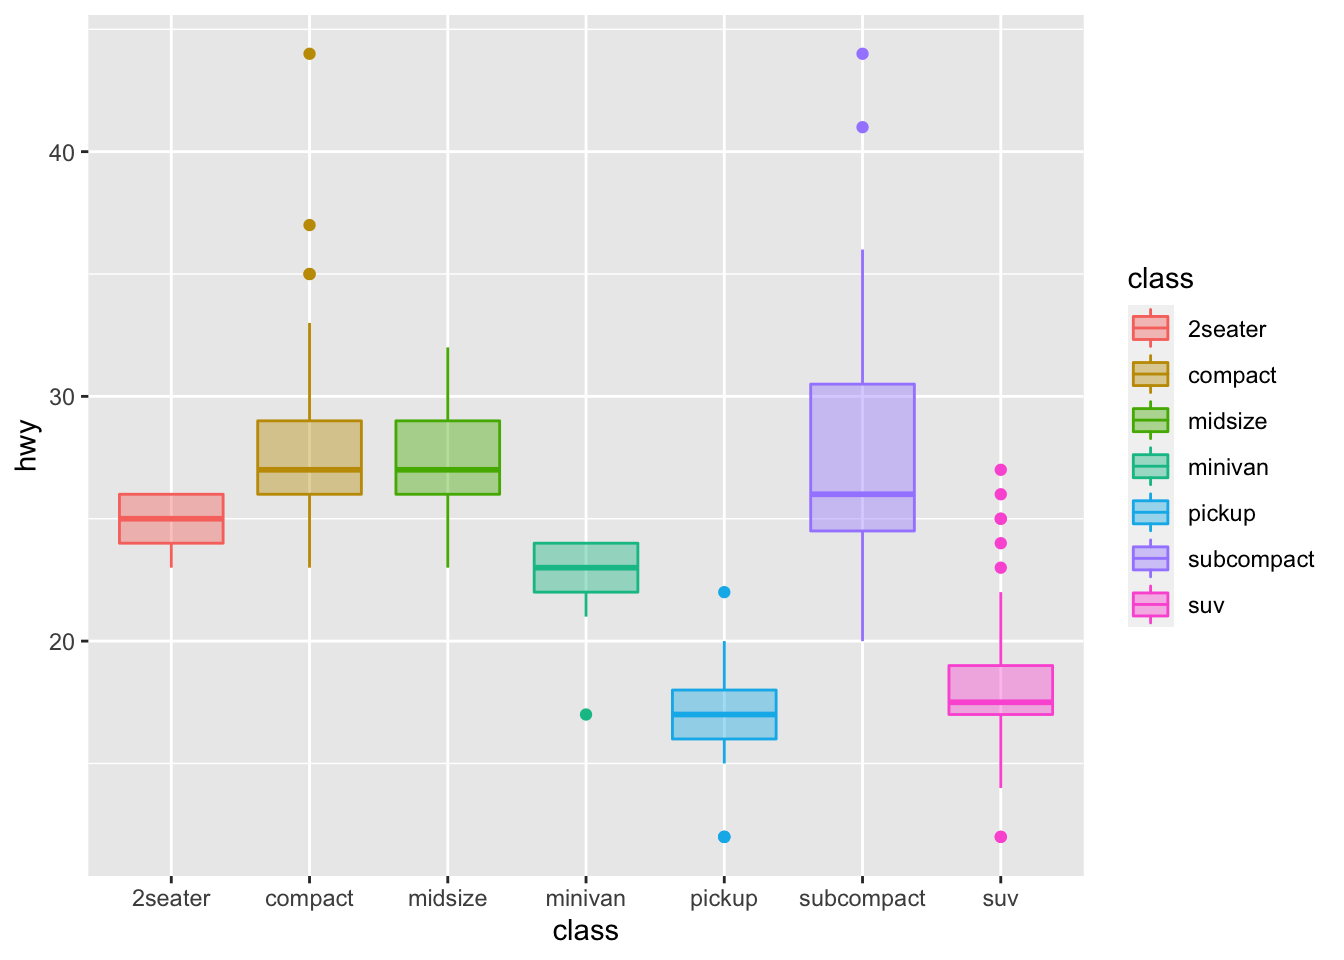 hwy
40
30
20
2seater compact midsize minivan pickup subcompact suv
class
class
2seater
compact
midsize
minivan
pickup
subcompact
suv